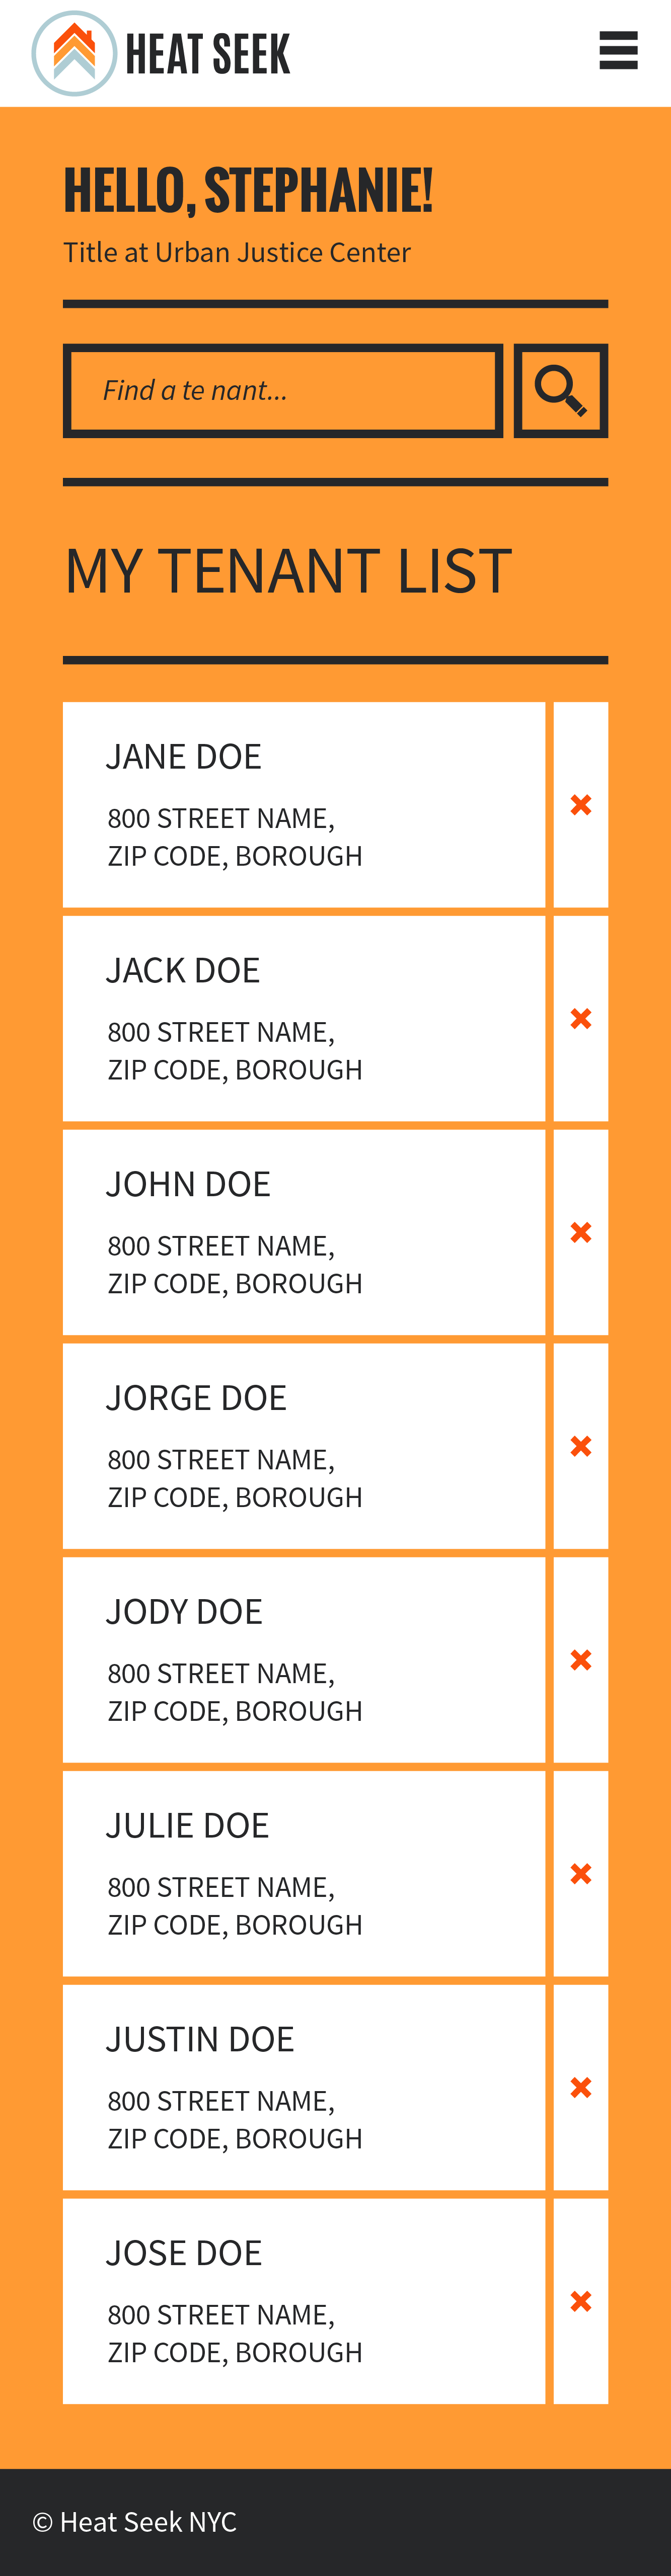 HEAT SEEK
HELLO, STEPHANIE!
Title at Urban Justice Center
Find a te nant...
MY TENANT LIST
JANE DOE
800 STREET NAME,
ZIP CODE, BOROUGH
JACK DOE
800 STREET NAME,
ZIP CODE, BOROUGH
JOHN DOE
800 STREET NAME,
ZIP CODE, BOROUGH
JORGE DOE
800 STREET NAME,
ZIP CODE, BOROUGH
JODY DOE
800 STREET NAME,
ZIP CODE, BOROUGH
JULIE DOE
800 STREET NAME,
ZIP CODE, BOROUGH
JUSTIN DOE
800 STREET NAME,
ZIP CODE, BOROUGH
JOSE DOE
800 STREET NAME,
ZIP CODE, BOROUGH
© Heat Seek NYC